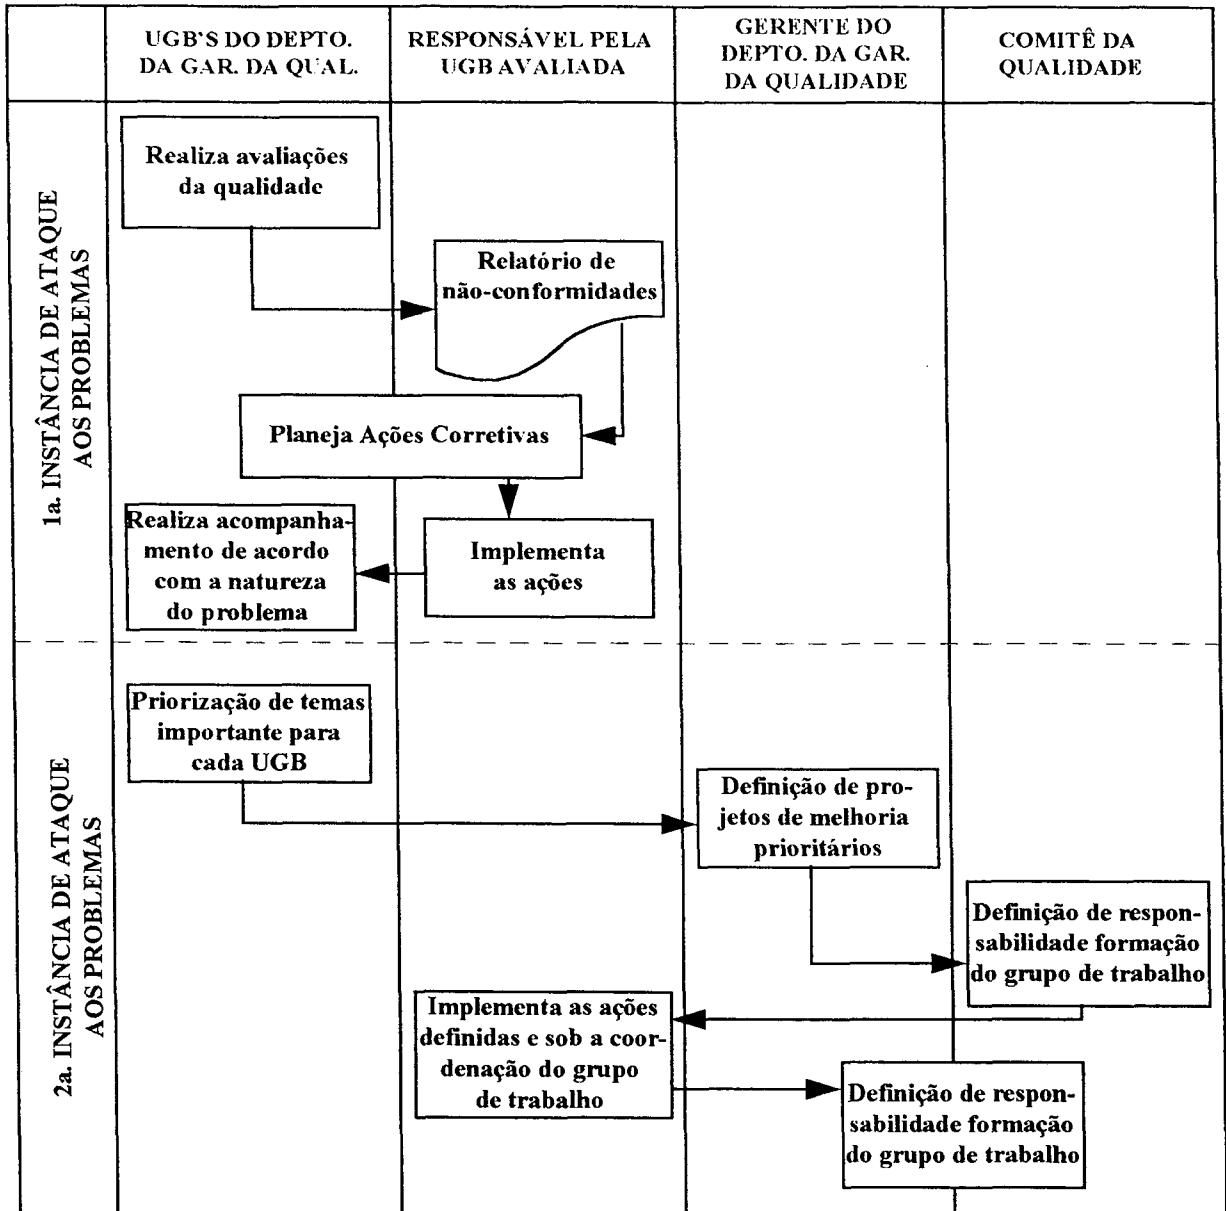 UGB'S DO DEPTO.
DA GAR. DA QUAL.
RESPONSÁVEL PELA
UGB AVALIADA
GERENTE DO
DEPTO. DA GAR.
DA QUALIDADE
COMITÊ DA
QUALIDADE
1a. INSTÂNCIA DE ATAQUE
AOS PROBLEMAS
Realiza avaliações
da qualidade
Relatório de
não-conformidades
Planeja Ações Corretivas
Implementa
as ações
Realiza acompanha-
mento de acordo
com a natureza
do problema
2a. INSTÂNCIA DE ATAQUE
AOS PROBLEMAS
Priorização de temas
importante para
cada UGB
Definição de pro-
jetos de melhoria
prioritários
Definição de respon-
sabilidade formação
do grupo de trabalho
Implementa as ações
definidas e sob a coor-
denação do grupo
de trabalho
Definição de respon-
sabilidade formação
do grupo de trabalho